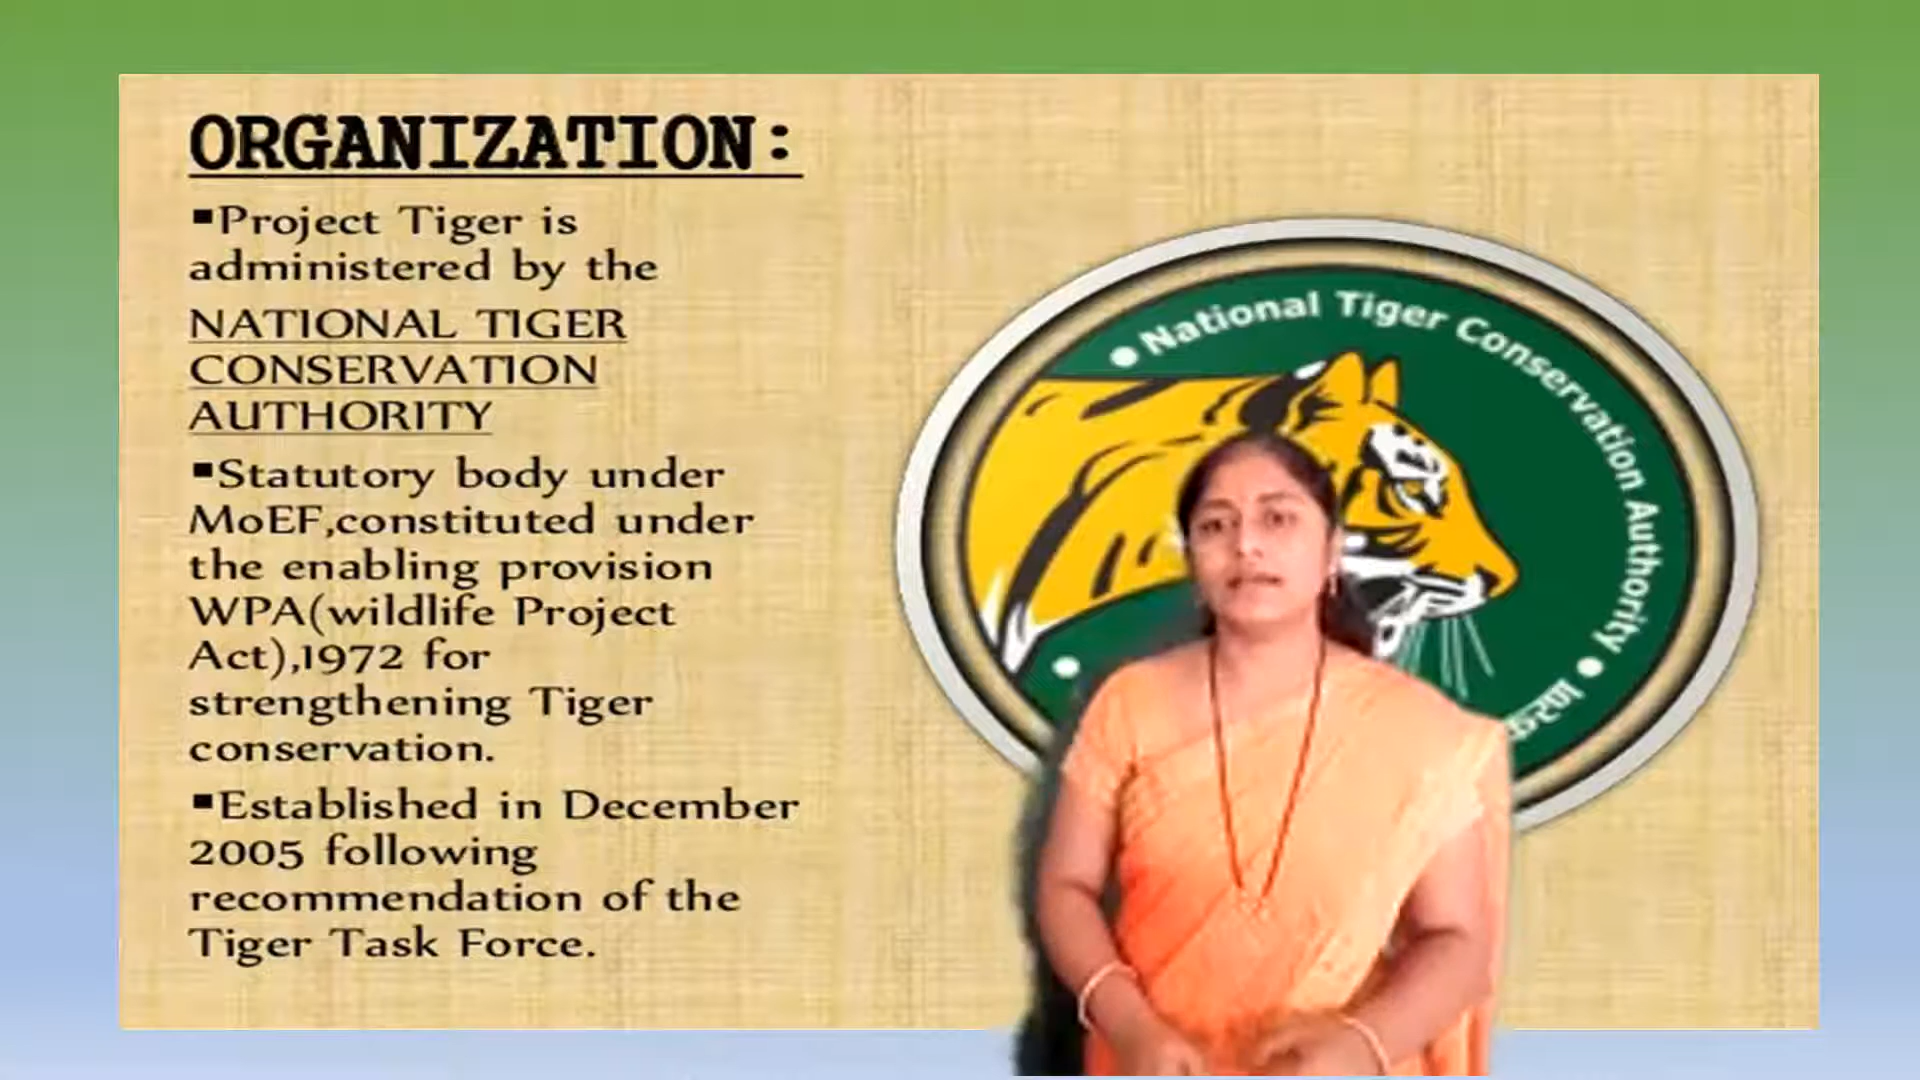 ORGANIZATION:
▪Project Tiger is
administered by the
NATIONAL TIGER
CONSERVATION
AUTHORITY
▪Statutory body under
MoEF,constituted under
the enabling provision
WPA(wildlife Project
Act),1972 for
strengthening Tiger
conservation.
▪Established in December
2005 following
recommendation of the
Tiger Task Force.
• National Tiger Conservation Authority •